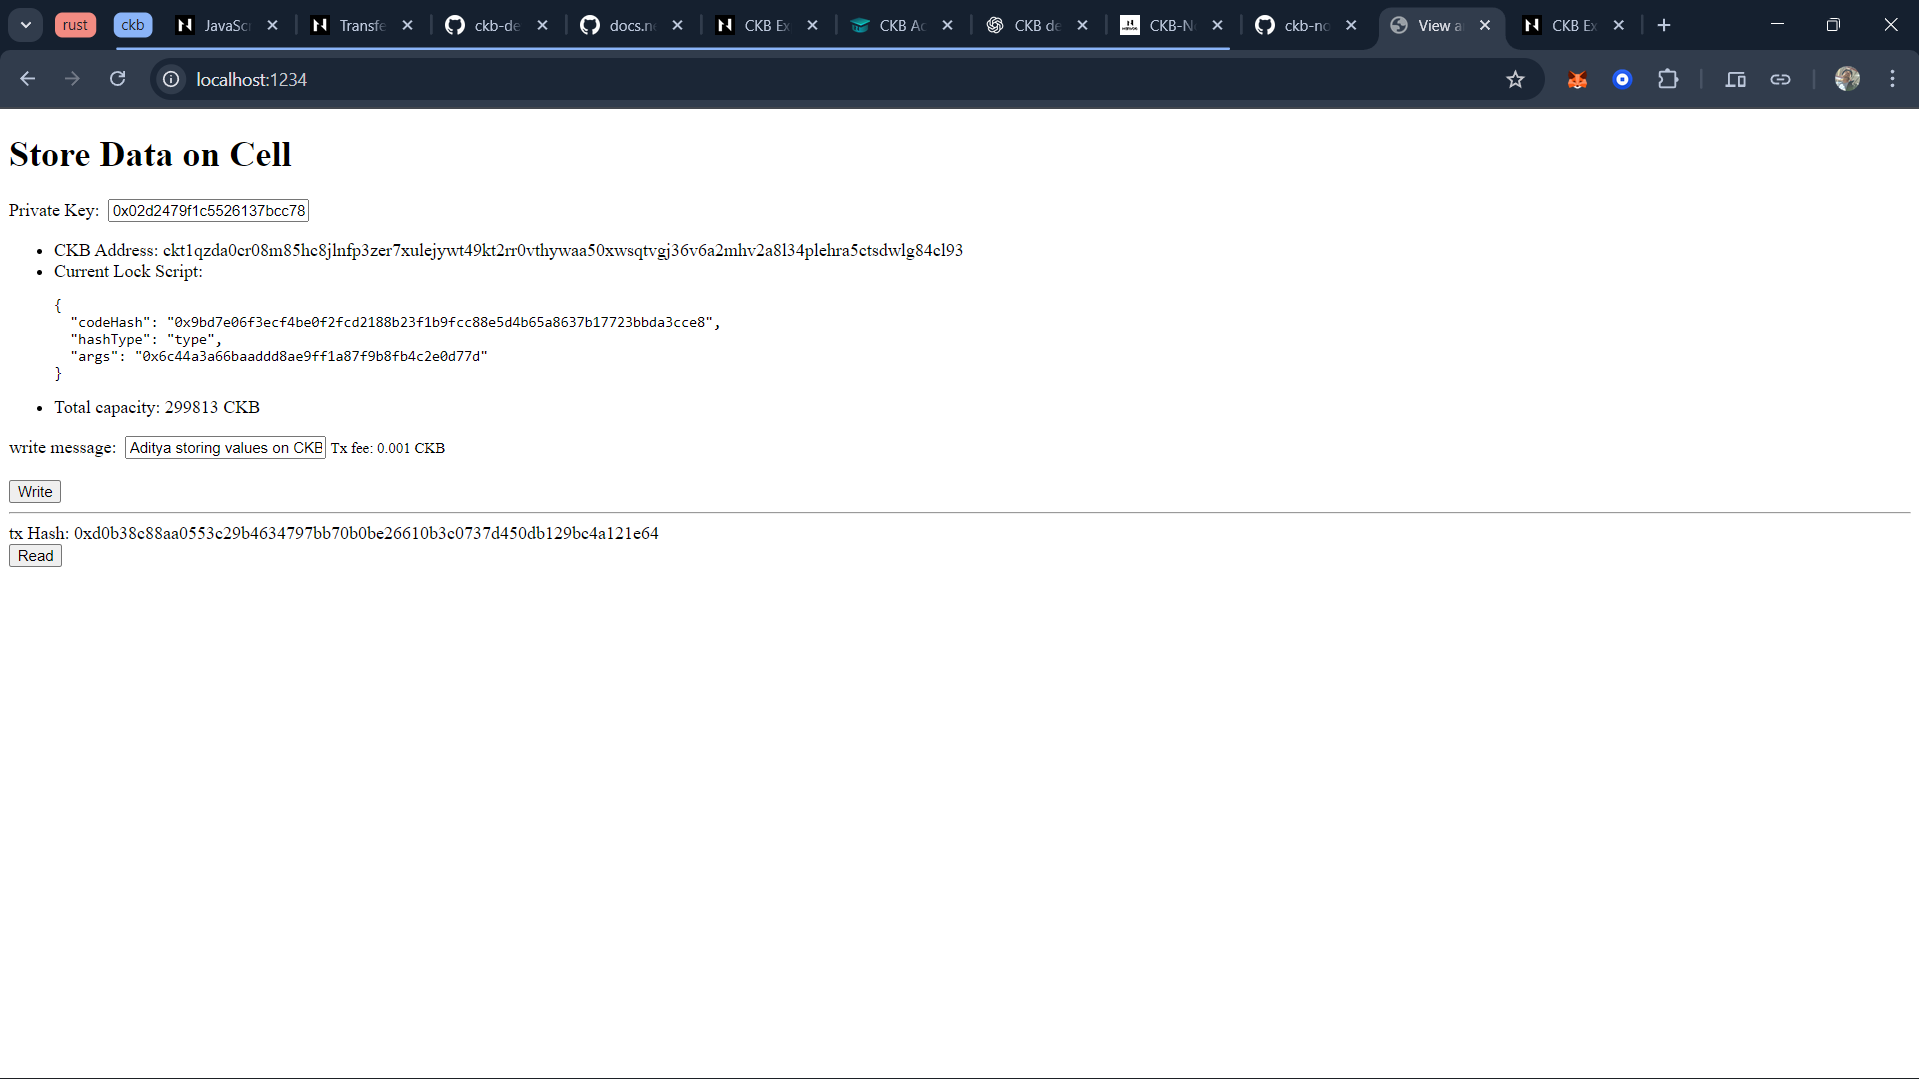 rust
ckb
JavaSc
Transfe
ckb-de
docs.n
CKB Ex
CKB Ac
CKB de
CKB-N
ckb-no
View a
CKB Ex
localhost:1234
Store Data on Cell
Private Key: 0x02d2479f1c5526137bcc78
CKB Address: ckt1qzda0cr08m85hc8jlnfp3zer7xulejywt49kt2rr0vthywaa50xwsqtvgj36v6a2mhv2a8l34plehra5ctsdwlg84cl93
Current Lock Script:
{
"codeHash": "0x9bd7e06f3ecf4be0f2fcd2188b23f1b9fcc88e5d4b65a8637b17723bbda3cce8",
"hashType": "type",
"args": "0x6c44a3a66baaddd8ae9ff1a87f9b8fb4c2e0d77d"
}
Total capacity: 299813 CKB
write message: Aditya storing values on CKB Tx fee: 0.001 CKB
Write
tx Hash: 0xd0b38c88aa0553c29b4634797bb70b0be26610b3c0737d450db129bc4a121e64
Read